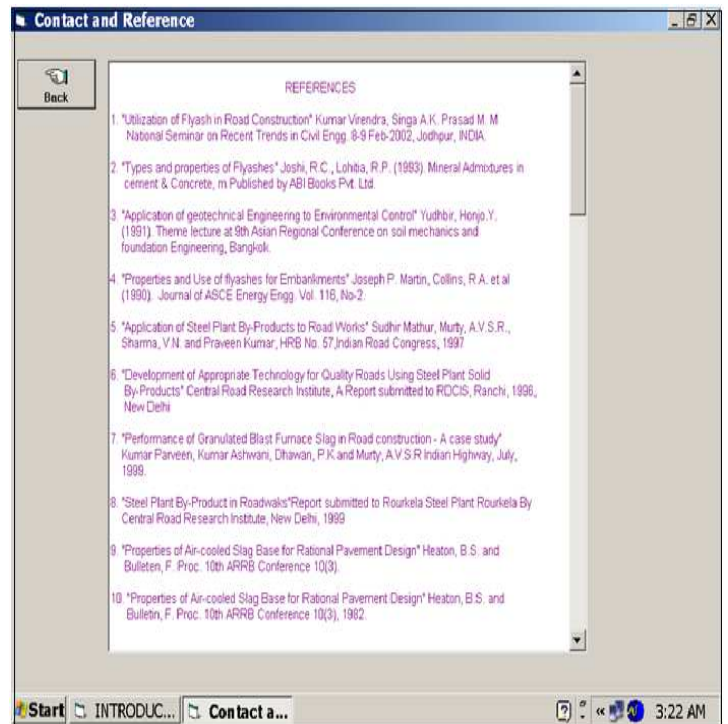 Contact and Reference
Back
REFERENCES
1. "Utilization of Flyash in Road Construction" Kumar Virendra, Singa A.K. Prasad M. M
National Seminar on Recent Trends in Civil Engg. 8-9 Feb-2002, Jodhpur, INDIA.
2. "Types and properties of Flyashes" Joshi, R.C., Lohitia, R.P. (1993). Mineral Admixtures in
cement & Concrete, m Published by ABI Books Pvt. Ltd.
3. "Application of geotechnical Engineering to Environmental Control" Yudhbir, Honjo.Y.
(1991). Theme lecture at 9th Asian Regional Conference on soil mechanics and
foundation Engineering, Bangkok.
4. "Properties and Use of flyashes for Embankments" Joseph P. Martin, Collins, R.A. et al
(1990). Journal of ASCE Energy Engg. Vol. 116, No-2.
5. "Application of Steel Plant By-Products to Road Works" Sudhir Mathur, Murty, A.V.S.R.,
Sharma, V.N. and Praveen Kumar, HRB No. 57,Indian Road Congress, 1997
6. "Development of Appropriate Technology for Quality Roads Using Steel Plant Solid
By-Products" Central Road Research Institute, A Report submitted to RDCIS, Ranchi, 1996,
New Delhi
7. "Performance of Granulated Blast Furnace Slag in Road construction - A case study"
Kumar Parveen, Kumar Ashwani, Dhawan, P.K and Murty, A.V.S.R Indian Highway, July,
1999.
8. "Steel Plant By-Product in Roadwaks"Report submitted to Rourkela Steel Plant Rourkela By
Central Road Research Institute, New Delhi, 1999
9. "Properties of Air-cooled Slag Base for Rational Pavement Design" Heaton, B.S. and
Bulleten, F. Proc. 10th ARRB Conference 10(3).
10. "Properties of Air-cooled Slag Base for Rational Pavement Design" Heaton, B.S. and
Bulletin, F. Proc. 10th ARRB Conference 10(3), 1982.
Start INTRODUC... Contact a... « 3:22 AM